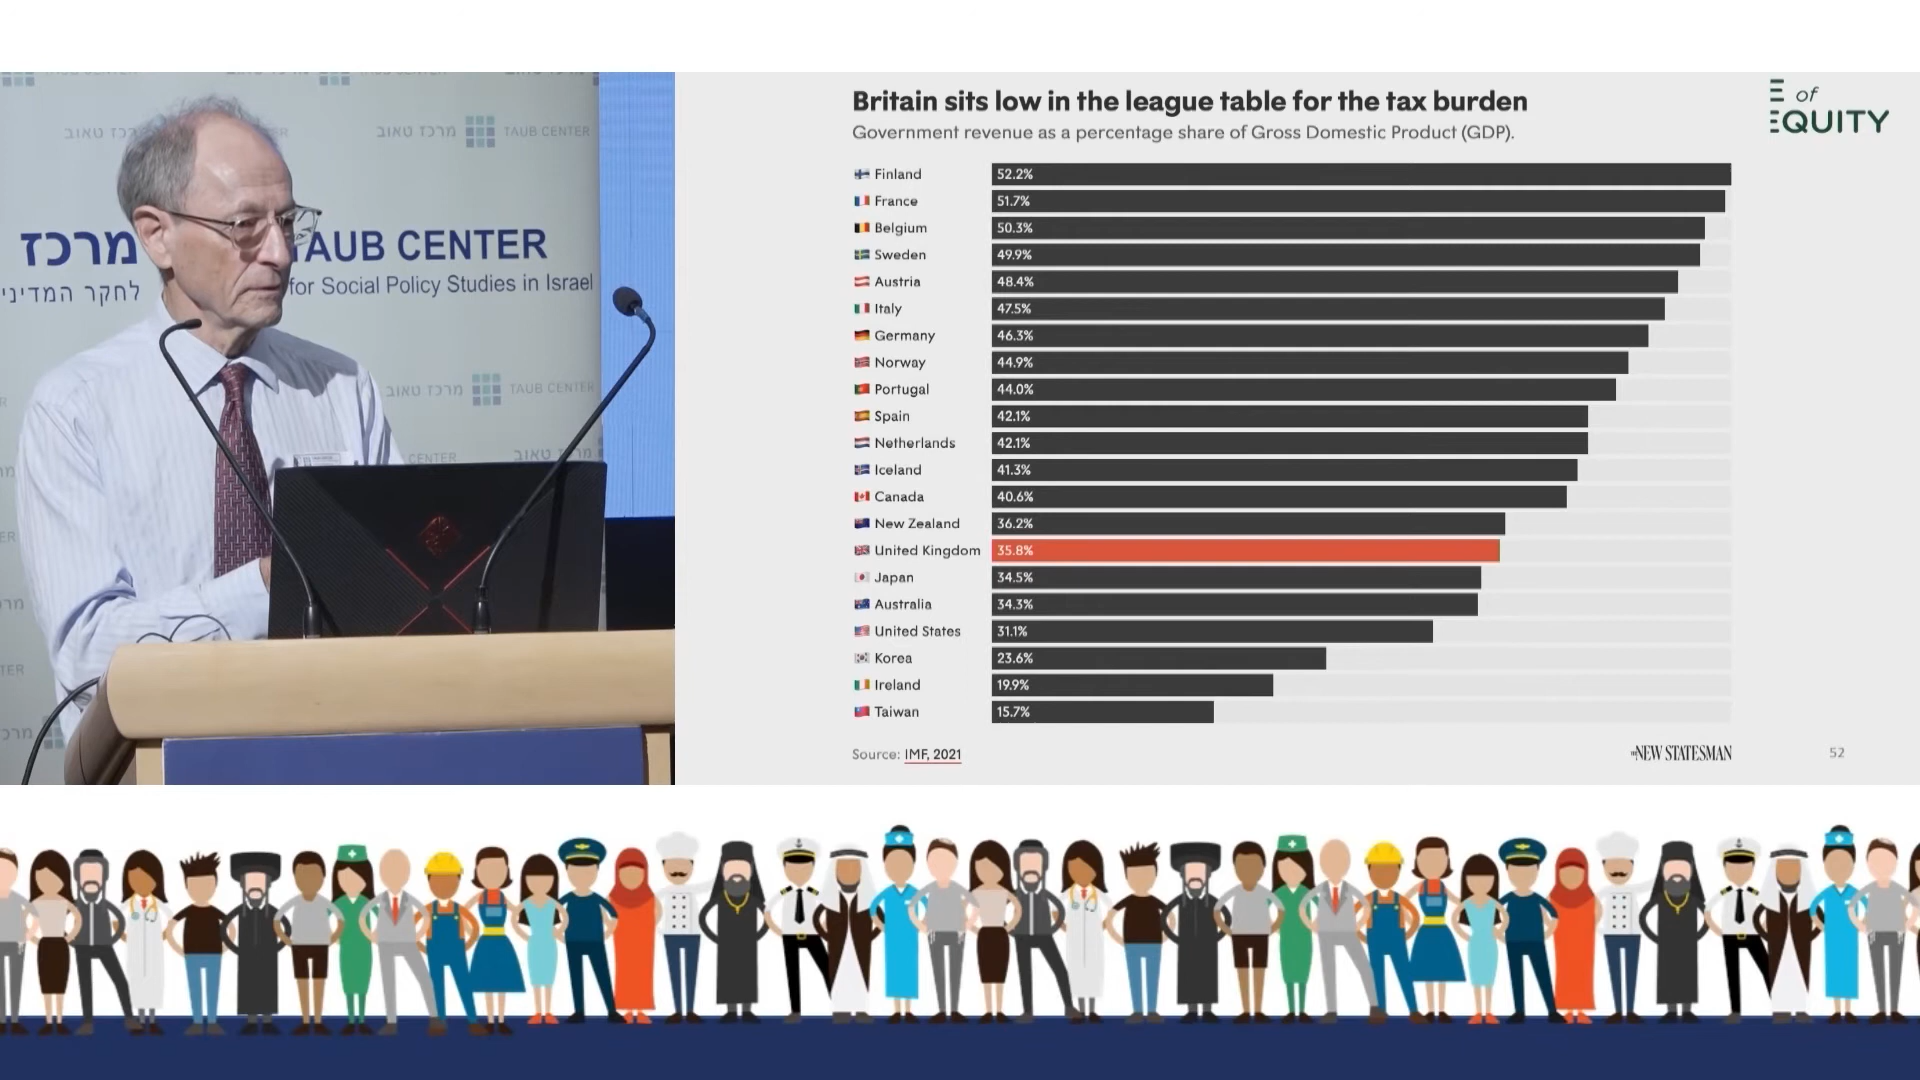 מרכז טאוב
TAUB CENTER
מרכז
TAUB CENTER
לחקר המדיני
for Social Policy Studies in Israel
מרכז טאוב
TAUB CENTER
CENTER
Britain sits low in the league table for the tax burden
Government revenue as a percentage share of Gross Domestic Product (GDP).
E of
EQUITY
Finland 52.2%
France 51.7%
Belgium 50.3%
Sweden 49.9%
Austria 48.4%
Italy 47.5%
Germany 46.3%
Norway 44.9%
Portugal 44.0%
Spain 42.1%
Netherlands 42.1%
Iceland 41.3%
Canada 40.6%
New Zealand 36.2%
United Kingdom 35.8%
Japan 34.5%
Australia 34.3%
United States 31.1%
Korea 23.6%
Ireland 19.9%
Taiwan 15.7%
Source: IMF, 2021
THE NEW STATESMAN
52